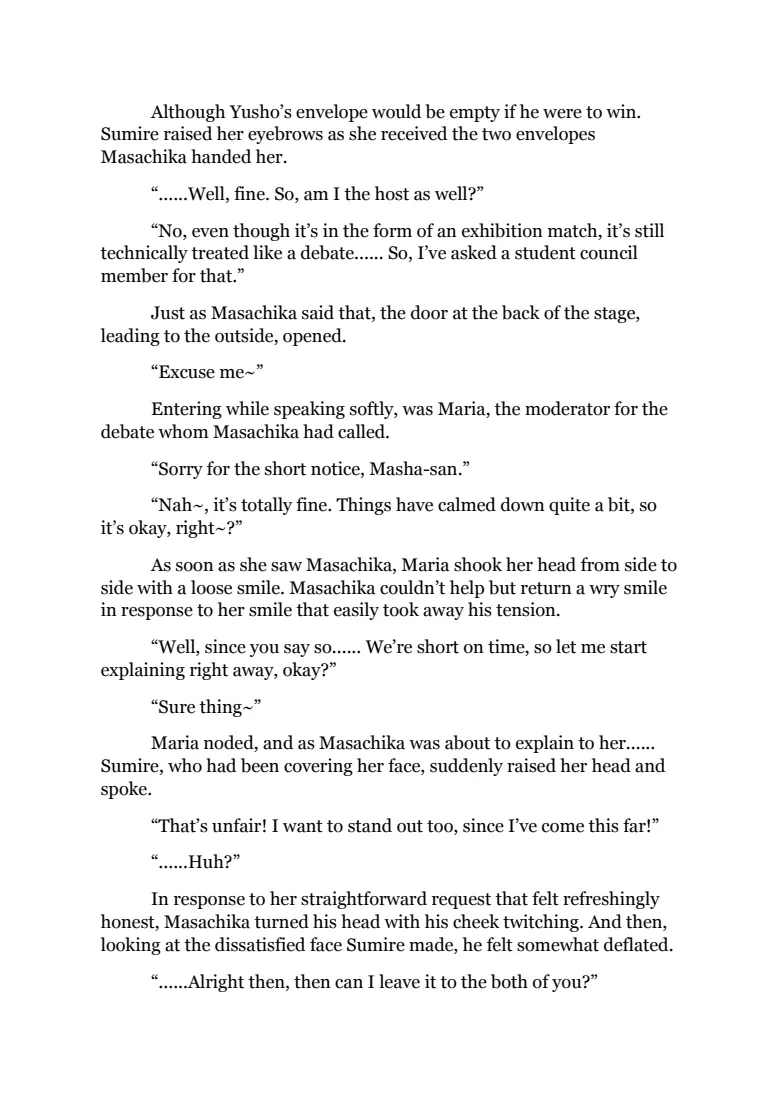 Although Yusho’s envelope would be empty if he were to win.
Sumire raised her eyebrows as she received the two envelopes
Masachika handed her.
“......Well, fine. So, am I the host as well?”
“No, even though it’s in the form of an exhibition match, it’s still
technically treated like a debate...... So, I’ve asked a student council
member for that.”
Just as Masachika said that, the door at the back of the stage,
leading to the outside, opened.
“Excuse me~”
Entering while speaking softly, was Maria, the moderator for the
debate whom Masachika had called.
“Sorry for the short notice, Masha-san.”
“Nah~, it’s totally fine. Things have calmed down quite a bit, so
it’s okay, right~?”
As soon as she saw Masachika, Maria shook her head from side to
side with a loose smile. Masachika couldn’t help but return a wry smile
in response to her smile that easily took away his tension.
“Well, since you say so...... We’re short on time, so let me start
explaining right away, okay?”
“Sure thing~”
Maria noded, and as Masachika was about to explain to her......
Sumire, who had been covering her face, suddenly raised her head and
spoke.
“That’s unfair! I want to stand out too, since I’ve come this far!”
“......Huh?”
In response to her straightforward request that felt refreshingly
honest, Masachika turned his head with his cheek twitching. And then,
looking at the dissatisfied face Sumire made, he felt somewhat deflated.
“......Alright then, then can I leave it to the both of you?”